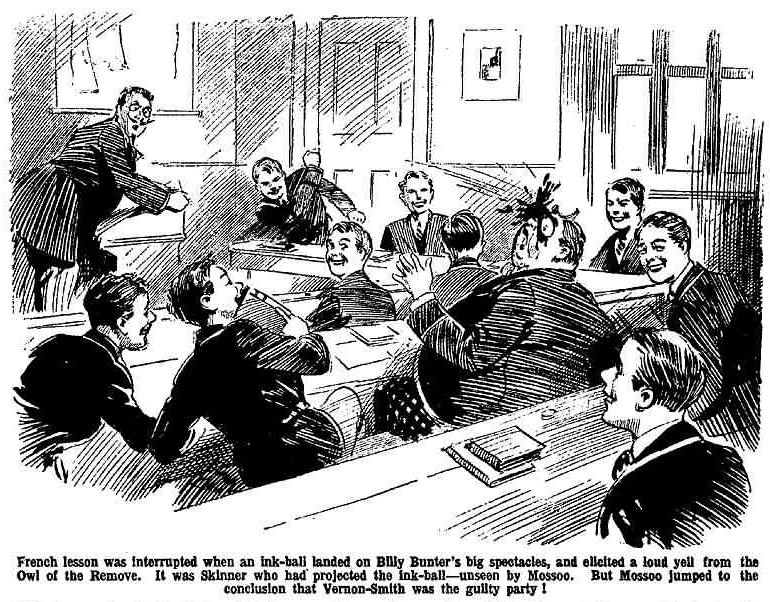 French lesson was interrupted when an ink-ball landed on Billy Bunter's big spectacles, and elicited a loud yell from the
Owl of the Remove. It was Skinner who had projected the ink-ball—unseen by Mossoo. But Mossoo jumped to the
conclusion that Vernon-Smith was the guilty party !